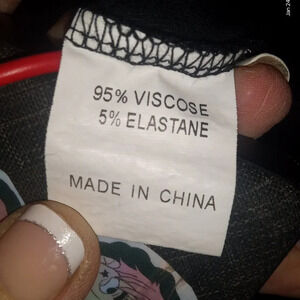 95% VISCOSE
5% ELASTANE
MADE IN CHINA